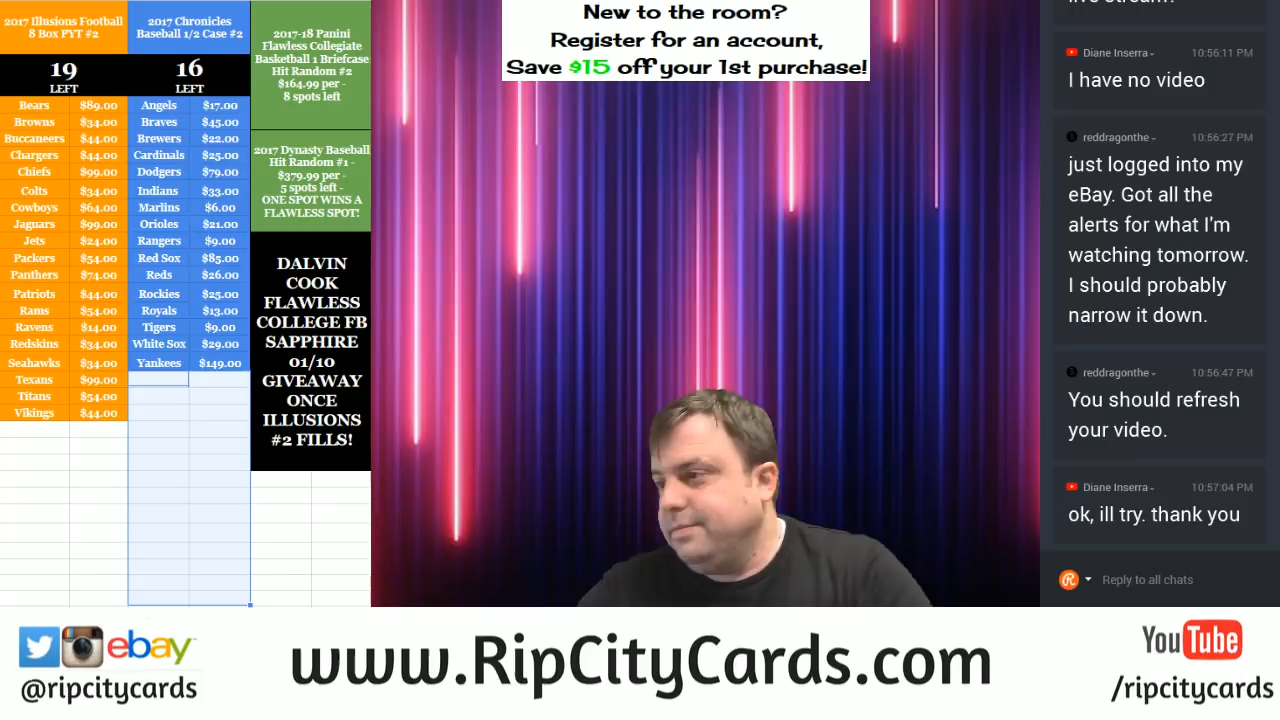 2017 Illusions Football
8 Box PYT #2
19
LEFT
Bears $89.00
Browns $34.00
Buccaneers $44.00
Chargers $44.00
Chiefs $99.00
Colts $34.00
Cowboys $64.00
Jaguars $99.00
Jets $24.00
Packers $54.00
Panthers $74.00
Patriots $44.00
Rams $54.00
Ravens $14.00
Redskins $34.00
Seahawks $34.00
Texans $99.00
Titans $54.00
Vikings $44.00
2017 Chronicles
Baseball 1/2 Case #2
16
LEFT
Angels $17.00
Braves $45.00
Brewers $22.00
Cardinals $25.00
Dodgers $79.00
Indians $33.00
Marlins $6.00
Orioles $21.00
Rangers $9.00
Red Sox $85.00
Reds $26.00
Rockies $25.00
Royals $13.00
Tigers $9.00
White Sox $29.00
Yankees $149.00
2017-18 Panini
Flawless Collegiate
Basketball 1 Briefcase
Hit Random #2
$164.99 per -
8 spots left
2017 Dynasty Baseball
Hit Random #1 -
$379.99 per -
5 spots left -
ONE SPOT WINS A
FLAWLESS SPOT!
DALVIN
COOK
FLAWLESS
COLLEGE FB
SAPPHIRE
01/10
GIVEAWAY
ONCE
ILLUSIONS
#2 FILLS!
New to the room?
Register for an account,
Save $15 off your 1st purchase!
live stream?
Diane Inserra 10:56:11 PM
I have no video
reddragonthe 10:56:27 PM
just logged into my
eBay. Got all the
alerts for what I'm
watching tomorrow.
I should probably
narrow it down.
reddragonthe 10:56:47 PM
You should refresh
your video.
Diane Inserra 10:57:04 PM
ok, ill try. thank you
Reply to all chats
ebay
@ripcitycards
www.RipCityCards.com
YouTube
/ripcitycards